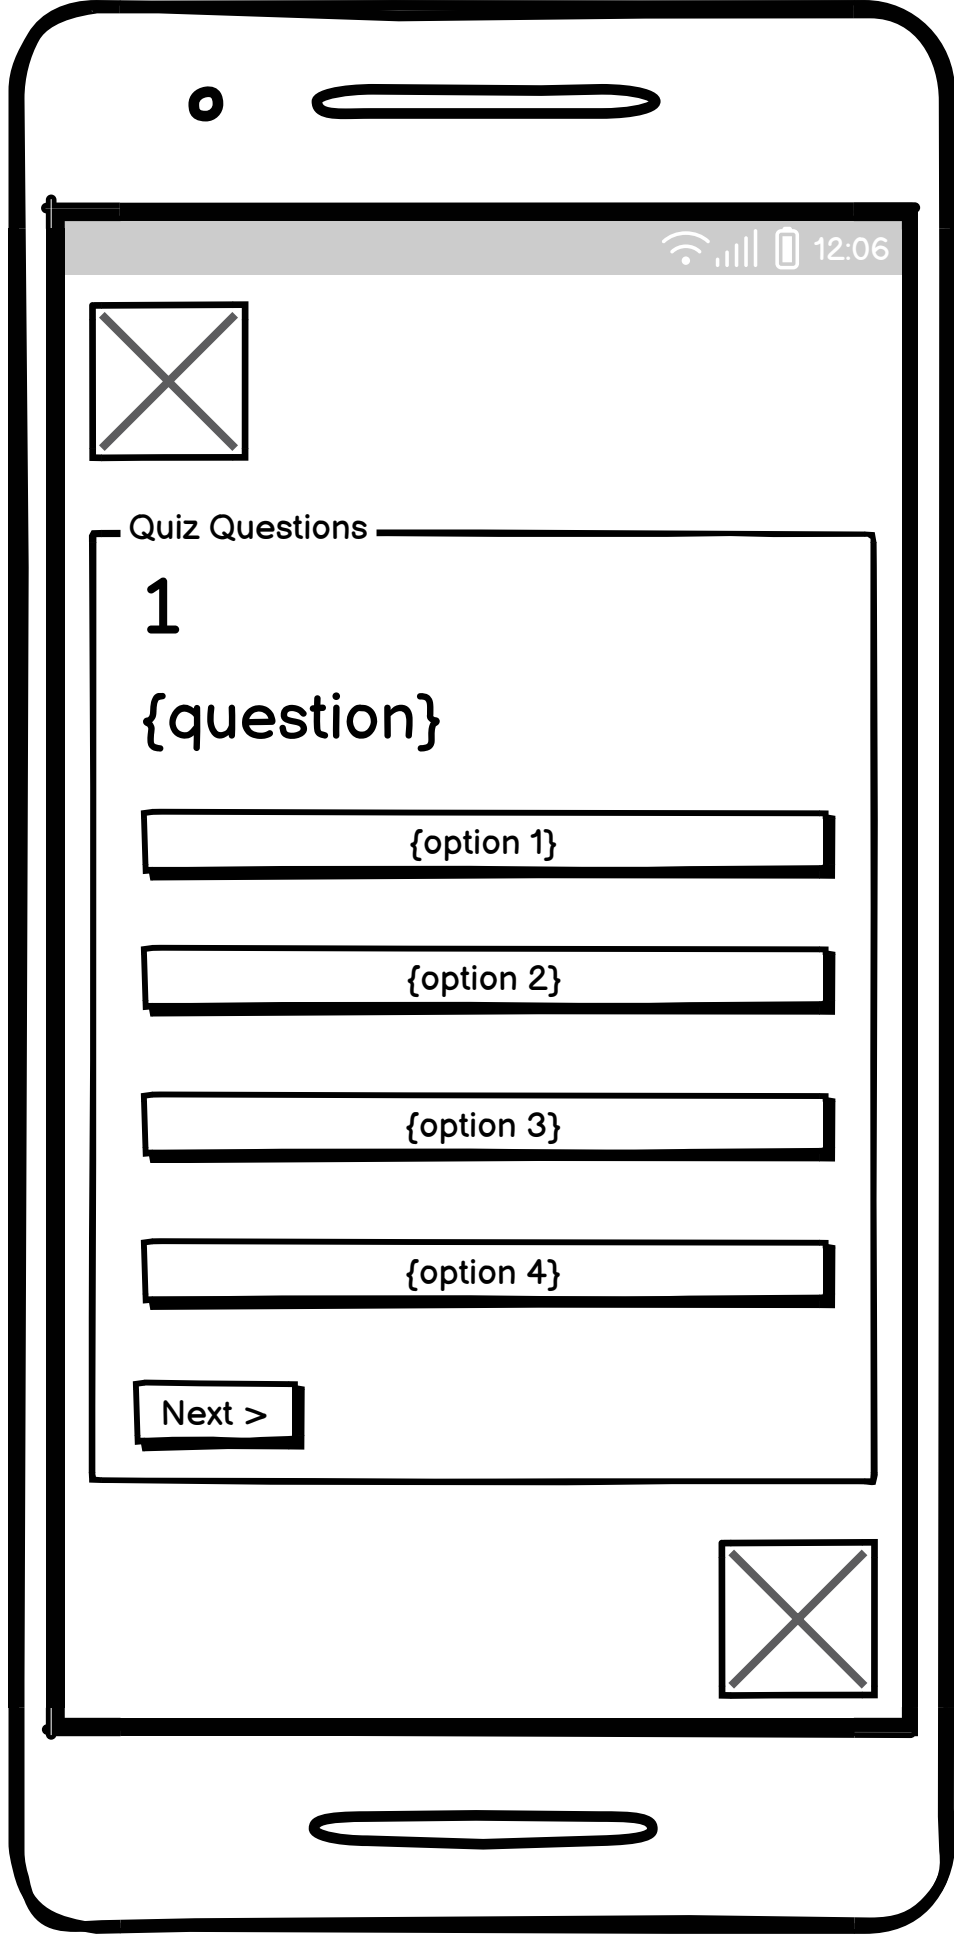 12:06
Quiz Questions
1
{question}
{option 1}
{option 2}
{option 3}
{option 4}
Next >